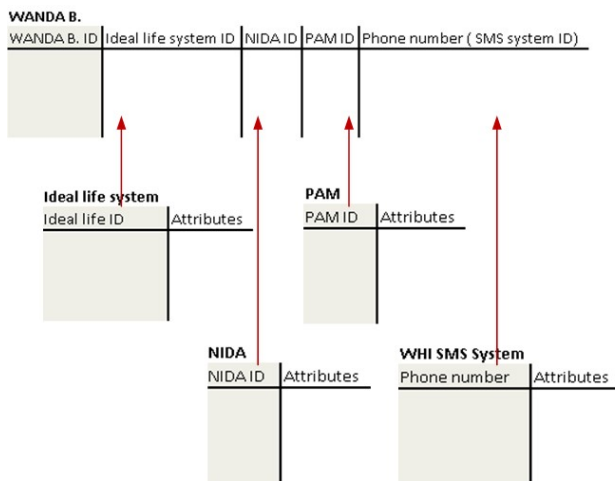 WANDA B.
WANDA B. ID Ideal life system ID NIDA ID PAM ID Phone number ( SMS system ID)
Ideal life system
Ideal life ID Attributes
PAM
PAM ID Attributes
NIDA
NIDA ID Attributes
WHI SMS System
Phone number Attributes